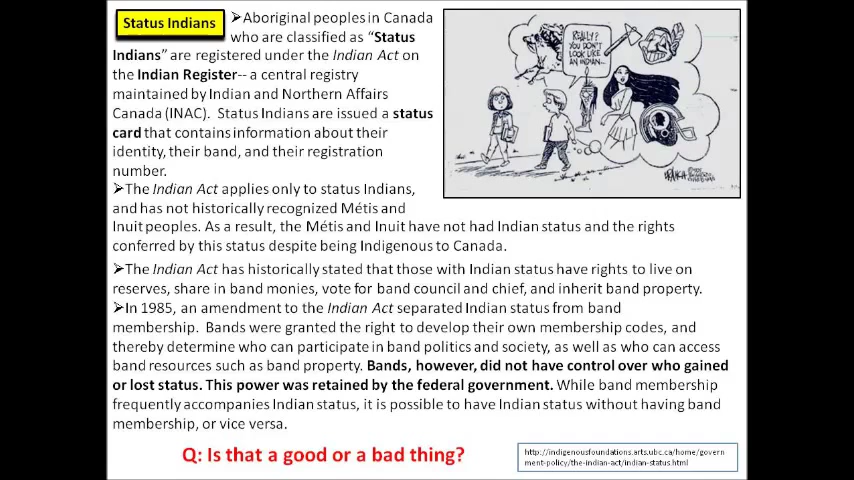 Status Indians
➢Aboriginal peoples in Canada
who are classified as “Status
Indians” are registered under the Indian Act on
the Indian Register-- a central registry
maintained by Indian and Northern Affairs
Canada (INAC).  Status Indians are issued a status
card that contains information about their
identity, their band, and their registration
number.
➢The Indian Act applies only to status Indians,
and has not historically recognized Métis and
Inuit peoples. As a result, the Métis and Inuit have not had Indian status and the rights
conferred by this status despite being Indigenous to Canada.
➢The Indian Act has historically stated that those with Indian status have rights to live on
reserves, share in band monies, vote for band council and chief, and inherit band property.
➢In 1985, an amendment to the Indian Act separated Indian status from band
membership.  Bands were granted the right to develop their own membership codes, and
thereby determine who can participate in band politics and society, as well as who can access
band resources such as band property. Bands, however, did not have control over who gained
or lost status. This power was retained by the federal government. While band membership
frequently accompanies Indian status, it is possible to have Indian status without having band
membership, or vice versa.
Q: Is that a good or a bad thing?
http://indigenousfoundations.arts.ubc.ca/home/govern
ment-policy/the-indian-act/indian-status.html
REALLY?
YOU DON'T
LOOK LIKE
AN INDIAN...